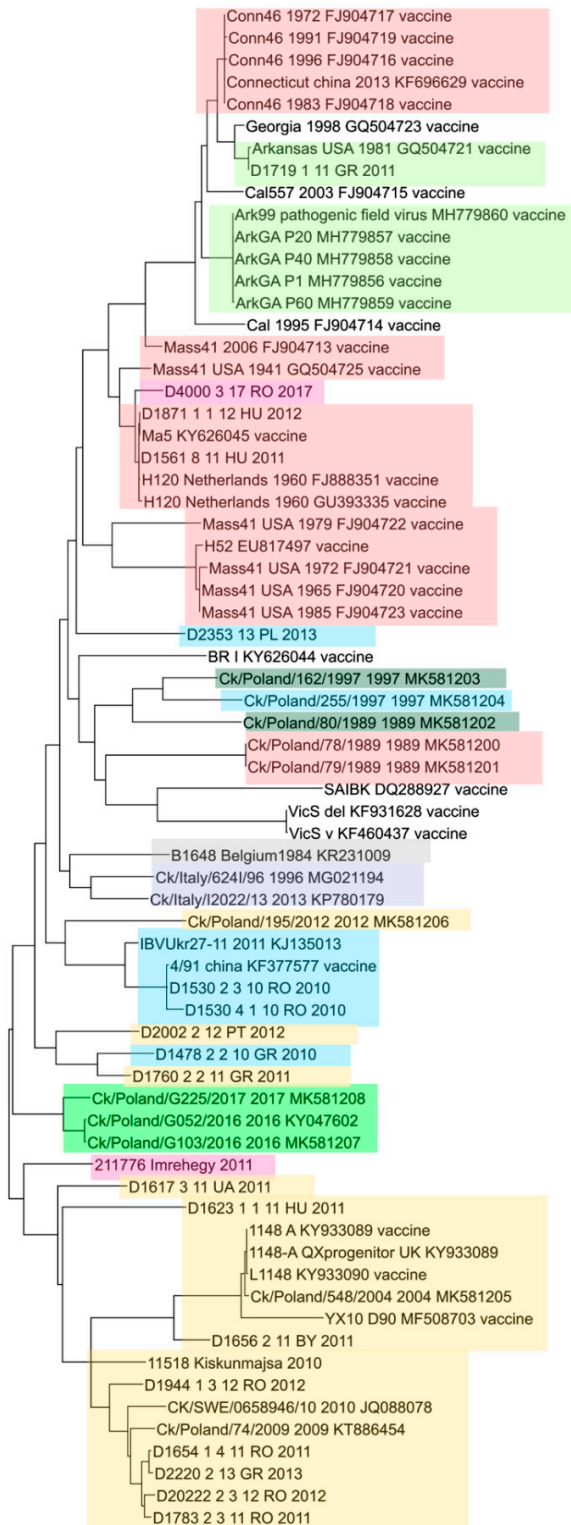 Conn46 1972 FJ904717 vaccine
Conn46 1991 FJ904719 vaccine
Conn46 1996 FJ904716 vaccine
Connecticut china 2013 KF696629 vaccine
Conn46 1983 FJ904718 vaccine
Georgia 1998 GQ504723 vaccine
Arkansas USA 1981 GQ504721 vaccine
D1719 1 11 GR 2011
Cal557 2003 FJ904715 vaccine
Ark99 pathogenic field virus MH779860 vaccine
ArkGA P20 MH779857 vaccine
ArkGA P40 MH779858 vaccine
ArkGA P1 MH779856 vaccine
ArkGA P60 MH779859 vaccine
Cal 1995 FJ904714 vaccine
Mass41 2006 FJ904713 vaccine
Mass41 USA 1941 GQ504725 vaccine
D4000 3 17 RO 2017
D1871 1 1 12 HU 2012
Ma5 KY626045 vaccine
D1561 8 11 HU 2011
H120 Netherlands 1960 FJ888351 vaccine
H120 Netherlands 1960 GU393335 vaccine
Mass41 USA 1979 FJ904722 vaccine
H52 EU817497 vaccine
Mass41 USA 1972 FJ904721 vaccine
Mass41 USA 1965 FJ904720 vaccine
Mass41 USA 1985 FJ904723 vaccine
D2353 13 PL 2013
BR I KY626044 vaccine
Ck/Poland/162/1997 1997 MK581203
Ck/Poland/255/1997 1997 MK581204
Ck/Poland/80/1989 1989 MK581202
Ck/Poland/78/1989 1989 MK581200
Ck/Poland/79/1989 1989 MK581201
SAIBK DQ288927 vaccine
VicS del KF931628 vaccine
VicS v KF460437 vaccine
B1648 Belgium1984 KR231009
Ck/Italy/624I/96 1996 MG021194
Ck/Italy/I2022/13 2013 KP780179
Ck/Poland/195/2012 2012 MK581206
IBVUkr27-11 2011 KJ135013
4/91 china KF377577 vaccine
D1530 2 3 10 RO 2010
D1530 4 1 10 RO 2010
D2002 2 12 PT 2012
D1478 2 2 10 GR 2010
D1760 2 2 11 GR 2011
Ck/Poland/G225/2017 2017 MK581208
Ck/Poland/G052/2016 2016 KY047602
Ck/Poland/G103/2016 2016 MK581207
211776 Imrehegy 2011
D1617 3 11 UA 2011
D1623 1 1 11 HU 2011
1148 A KY933089 vaccine
1148-A QXprogenitor UK KY933089
L1148 KY933090 vaccine
Ck/Poland/548/2004 2004 MK581205
YX10 D90 MF508703 vaccine
D1656 2 11 BY 2011
11518 Kiskunmajsa 2010
D1944 1 3 12 RO 2012
CK/SWE/0658946/10 2010 JQ088078
Ck/Poland/74/2009 2009 KT886454
D1654 1 4 11 RO 2011
D2220 2 13 GR 2013
D20222 2 3 12 RO 2012
D1783 2 3 11 RO 2011